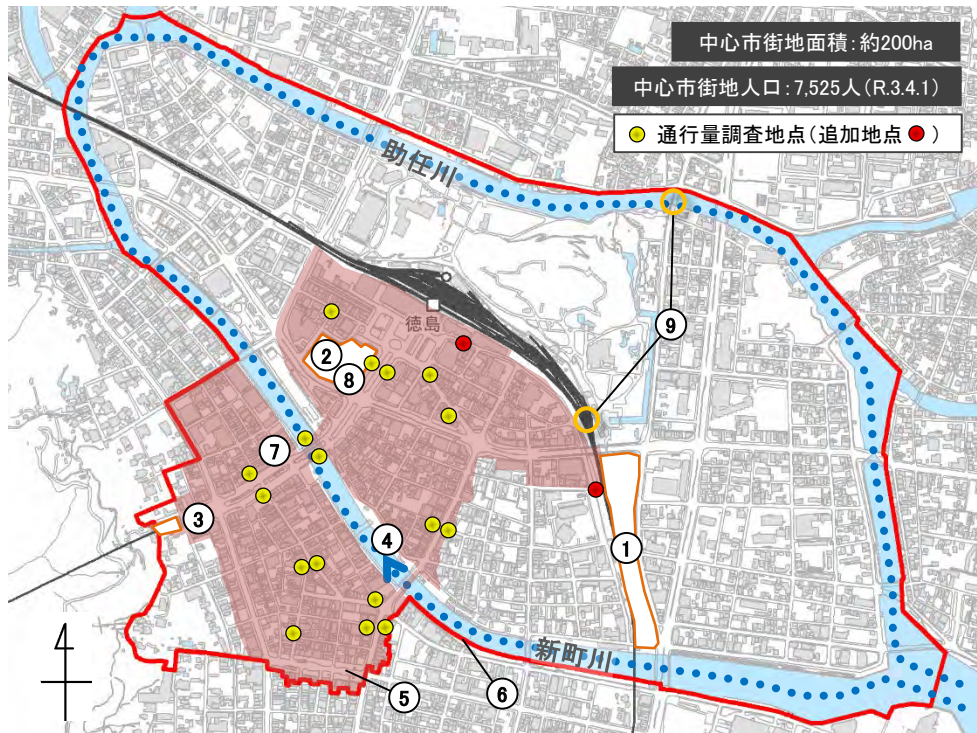 中心市街地面積：約200ha
中心市街地人口：7,525人（R.3.4.1）
通行量調査地点（追加地点 ）
助任川
徳島
⑨
②
⑧
⑦
③
④
①
新町川
⑤
⑥
4